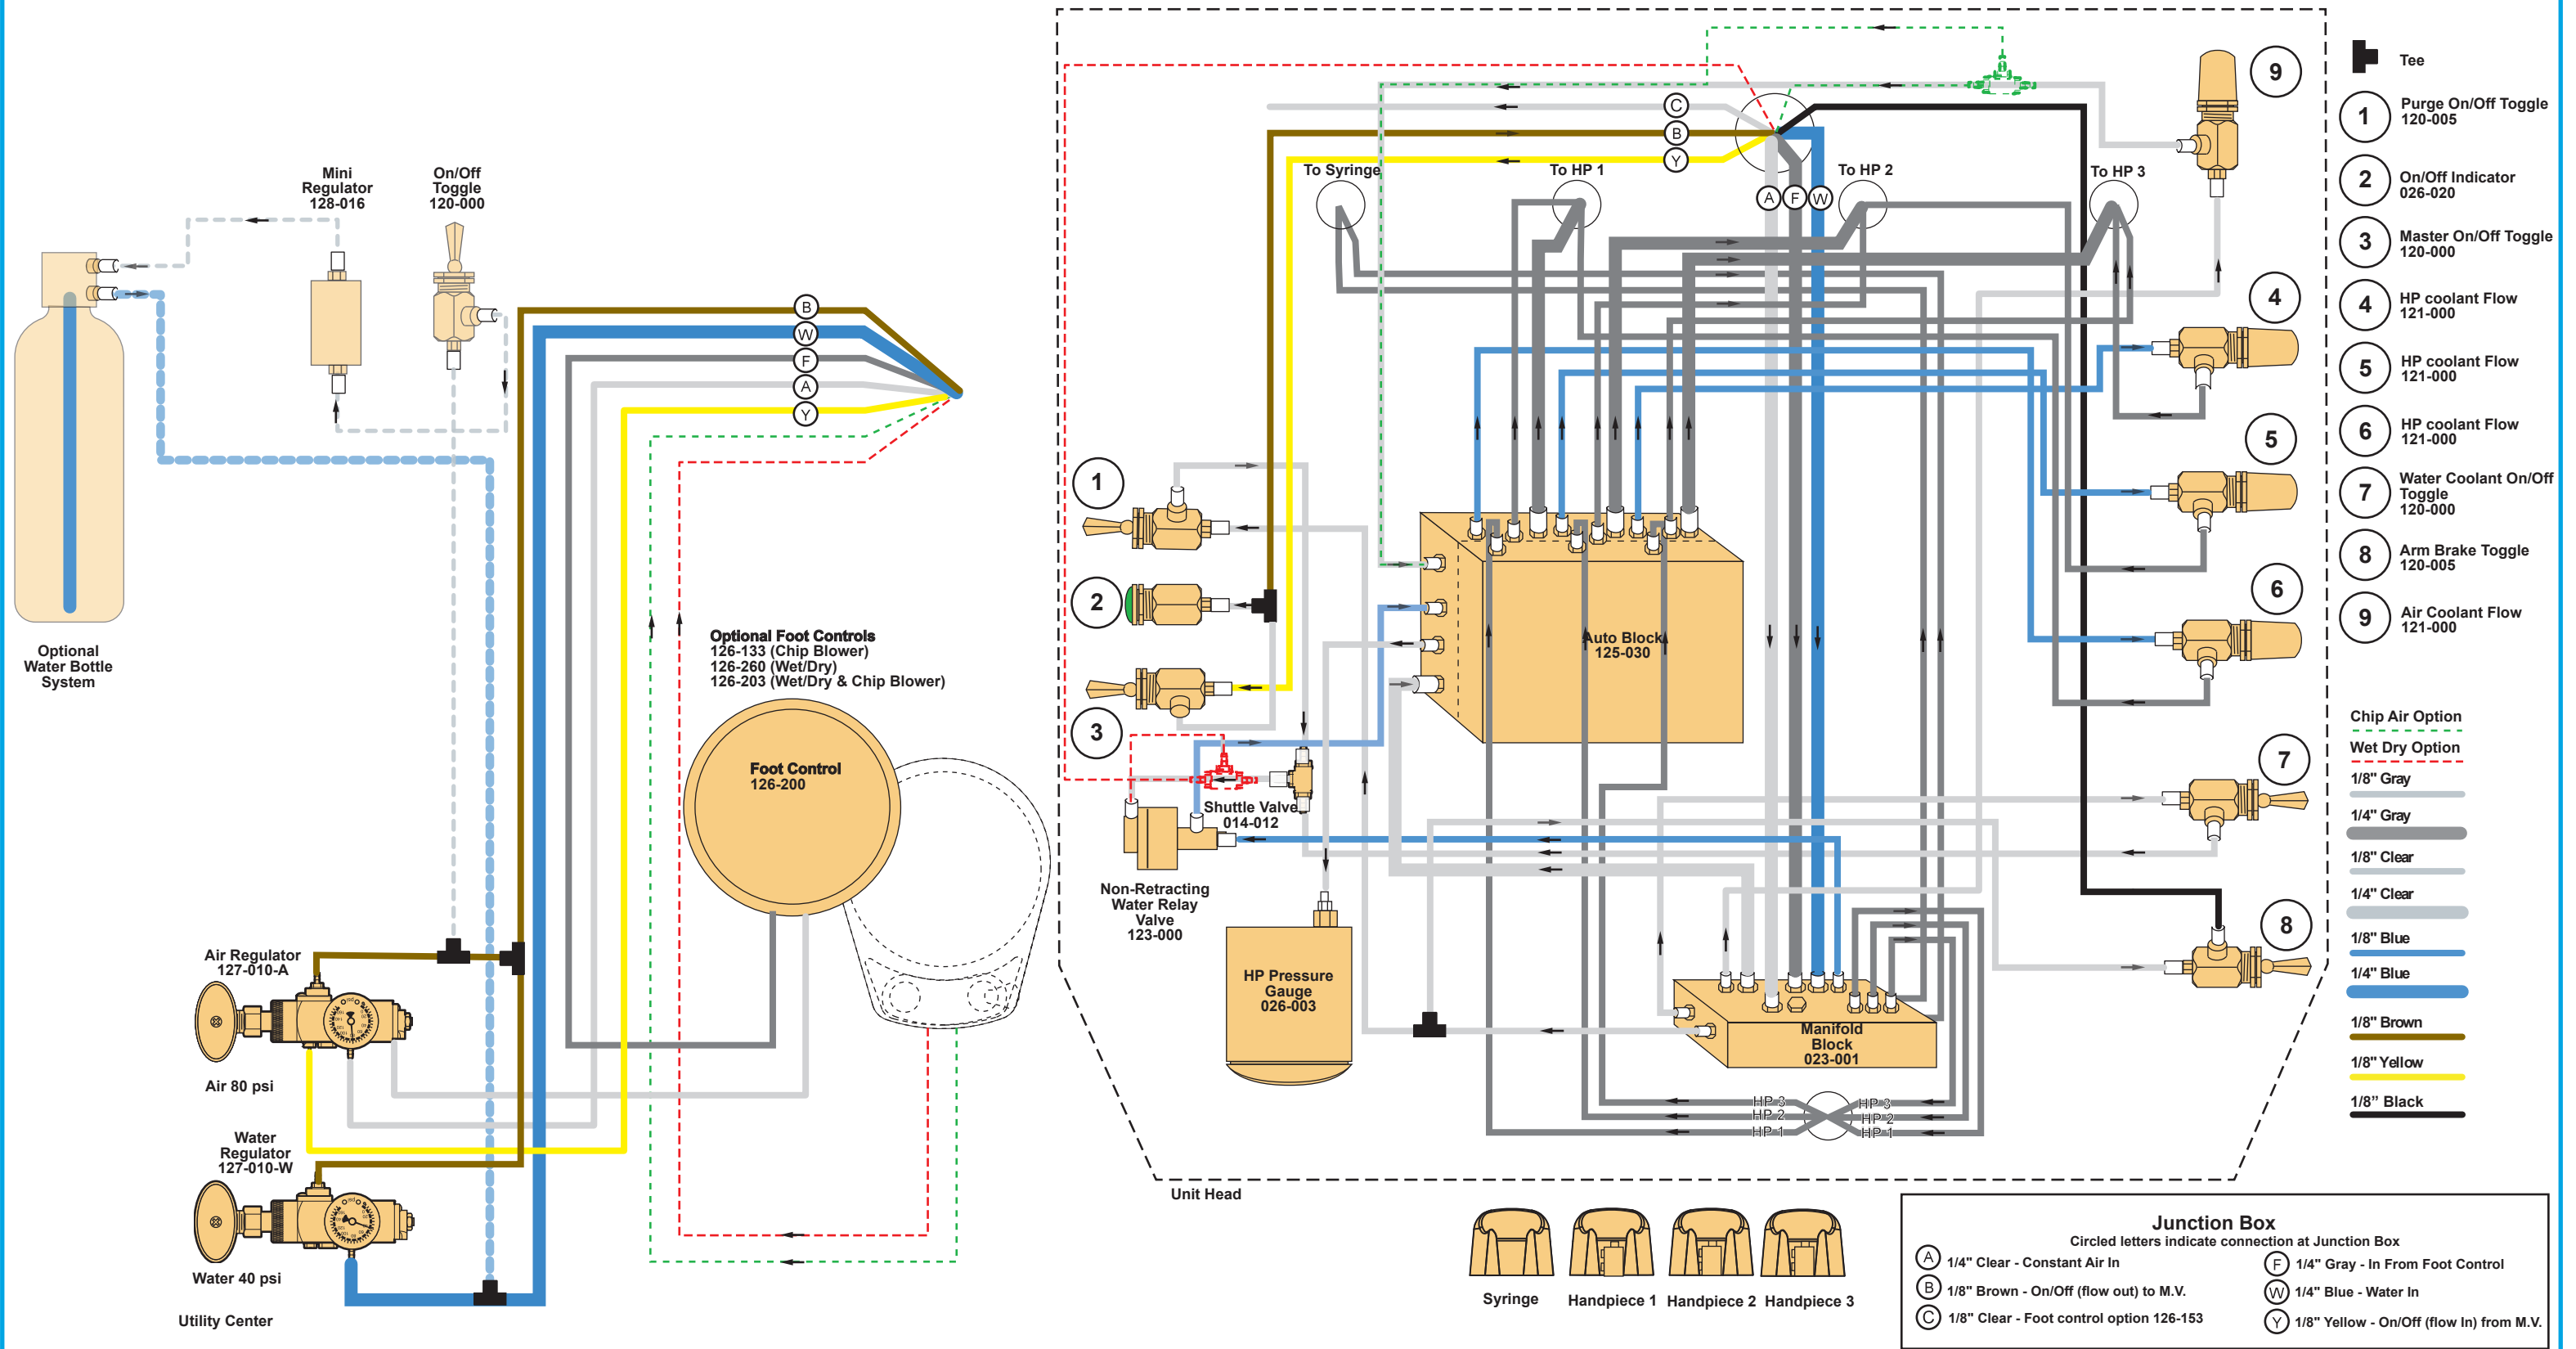 Mini
Regulator
128-016
On/Off
Toggle
120-000
Optional
Water Bottle
System
B
W
F
A
Y
Optional Foot Controls
126-133 (Chip Blower)
126-260 (Wet/Dry)
126-203 (Wet/Dry & Chip Blower)
Foot Control
126-200
Air Regulator
127-010-A
Air 80 psi
Water
Regulator
127-010-W
Water 40 psi
Utility Center
C
B
Y
To Syringe
To HP 1
A
F
W
To HP 2
To HP 3
1
2
3
4
5
6
7
8
9
Auto Block
125-030
Shuttle Valve
014-012
Non-Retracting
Water Relay
Valve
123-000
HP Pressure
Gauge
026-003
Manifold
Block
023-001
HP 3
HP 2
HP 1
HP 3
HP 2
HP 1
Unit Head
Syringe
Handpiece 1
Handpiece 2
Handpiece 3
Tee
1 Purge On/Off Toggle
120-005
2 On/Off Indicator
026-020
3 Master On/Off Toggle
120-000
4 HP coolant Flow
121-000
5 HP coolant Flow
121-000
6 HP coolant Flow
121-000
7 Water Coolant On/Off
Toggle
120-000
8 Arm Brake Toggle
120-005
9 Air Coolant Flow
121-000
Chip Air Option
Wet Dry Option
1/8" Gray
1/4" Gray
1/8" Clear
1/4" Clear
1/8" Blue
1/4" Blue
1/8" Brown
1/8" Yellow
1/8” Black
Junction Box
Circled letters indicate connection at Junction Box
A 1/4" Clear - Constant Air In
B 1/8" Brown - On/Off (flow out) to M.V.
C 1/8" Clear - Foot control option 126-153
F 1/4" Gray - In From Foot Control
W 1/4" Blue - Water In
Y 1/8" Yellow - On/Off (flow In) from M.V.